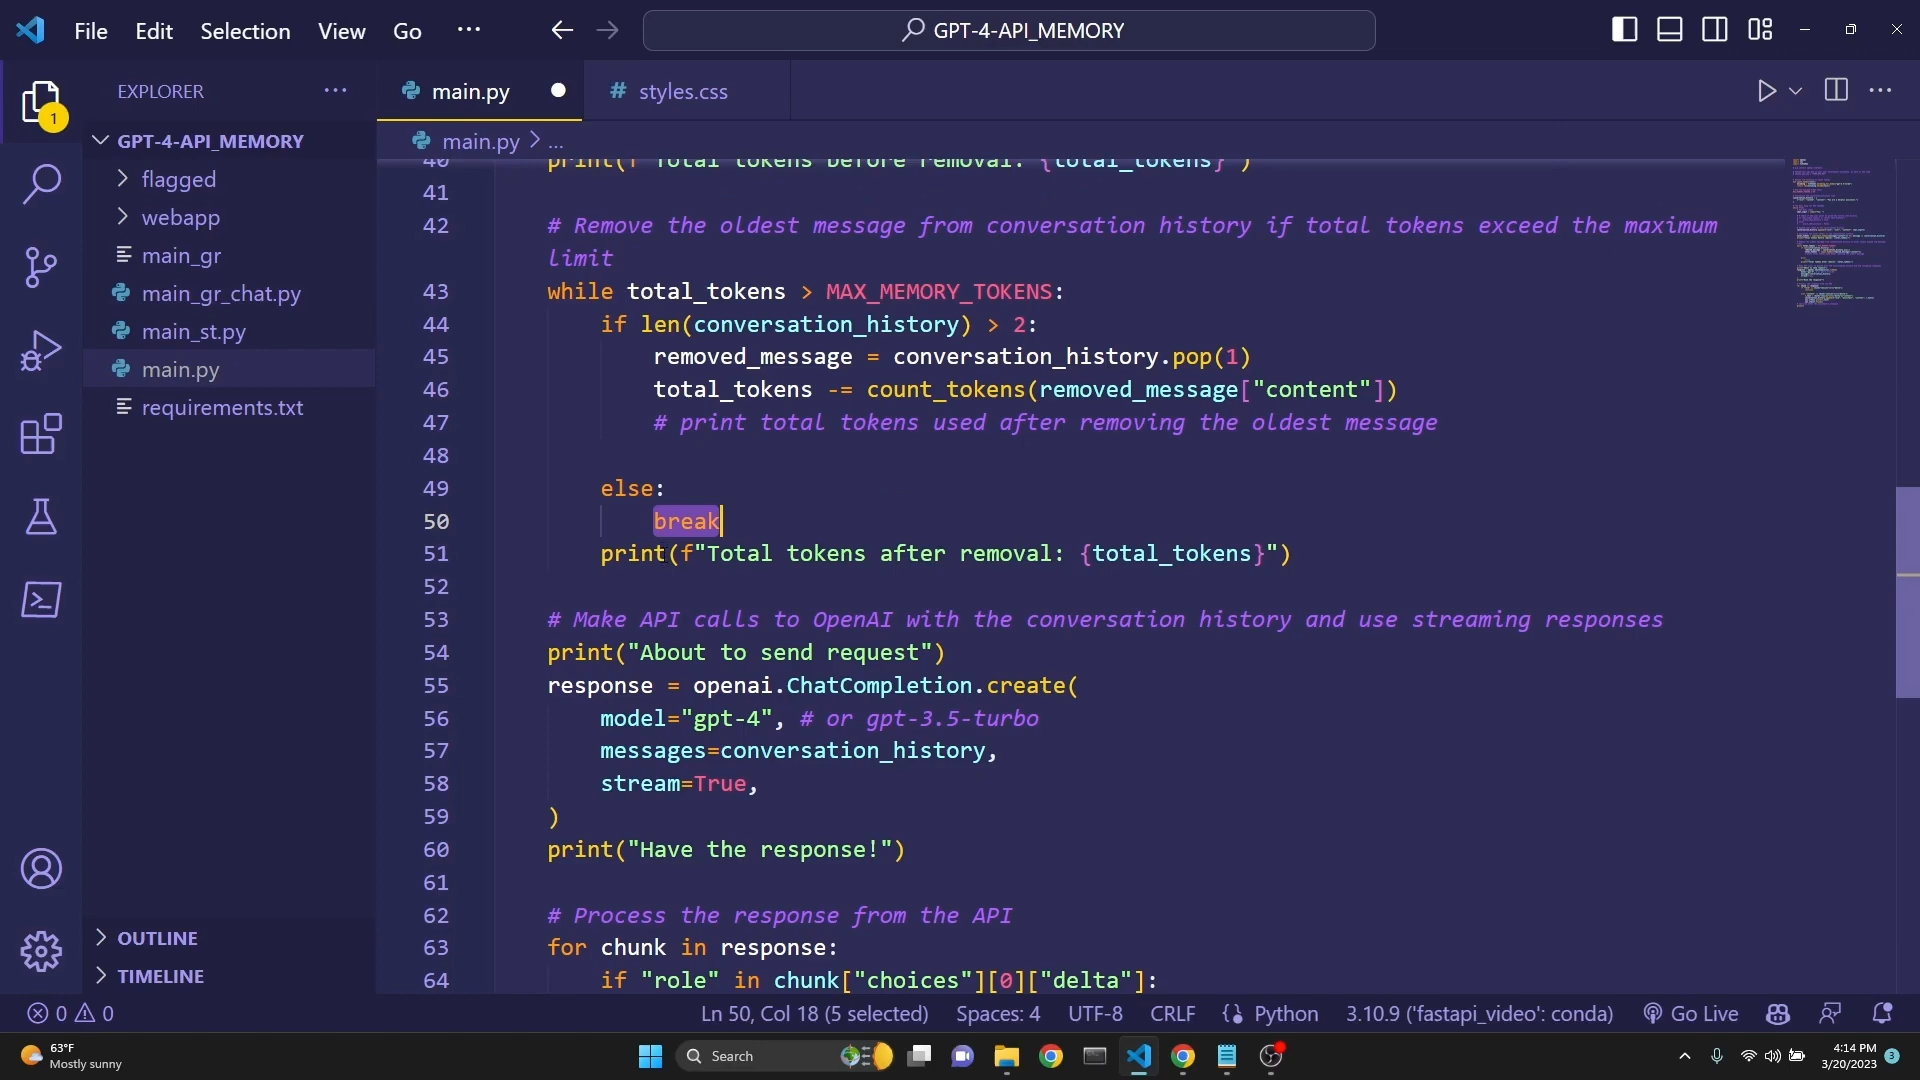 File Edit Selection View Go ··· GPT-4-API_MEMORY
EXPLORER ···
main.py
# styles.css
1
GPT-4-API_MEMORY
flagged
webapp
main_gr
main_gr_chat.py
main_st.py
main.py
requirements.txt
OUTLINE
TIMELINE
main.py > ...
40 print(f"Total tokens before removal: {total_tokens}")
41
42 # Remove the oldest message from conversation history if total tokens exceed the maximum
limit
43 while total_tokens > MAX_MEMORY_TOKENS:
44 if len(conversation_history) > 2:
45 removed_message = conversation_history.pop(1)
46 total_tokens -= count_tokens(removed_message["content"])
47 # print total tokens used after removing the oldest message
48
49 else:
50 break
51 print(f"Total tokens after removal: {total_tokens}")
52
53 # Make API calls to OpenAI with the conversation history and use streaming responses
54 print("About to send request")
55 response = openai.ChatCompletion.create(
56 model="gpt-4", # or gpt-3.5-turbo
57 messages=conversation_history,
58 stream=True,
59 )
60 print("Have the response!")
61
62 # Process the response from the API
63 for chunk in response:
64 if "role" in chunk["choices"][0]["delta"]:
0 0 Ln 50, Col 18 (5 selected) Spaces: 4 UTF-8 CRLF Python 3.10.9 ('fastapi_video': conda) Go Live
63°F
Mostly sunny
Search
4:14 PM
3/20/2023
3